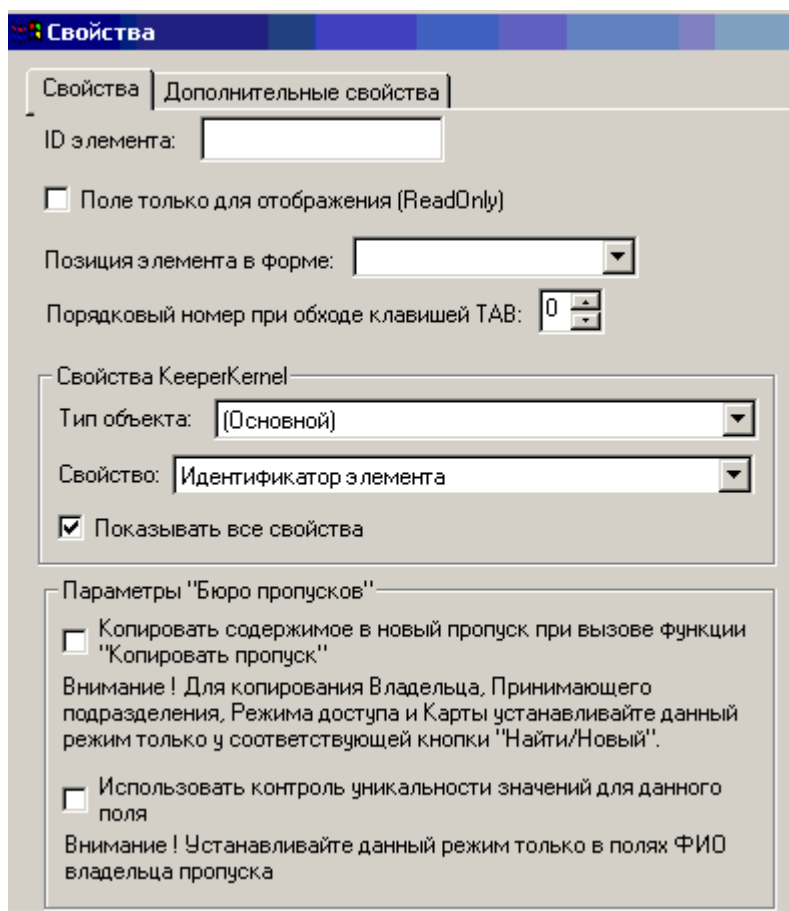 Свойства
Свойства
Дополнительные свойства
ID элемента:
Поле только для отображения (ReadOnly)
Позиция элемента в форме:
Порядковый номер при обходе клавишей TAB: 0
Свойства KeeperKernel
Тип объекта: (Основной)
Свойство: Идентификатор элемента
Показывать все свойства
Параметры "Бюро пропусков"
Копировать содержимое в новый пропуск при вызове функции
"Копировать пропуск"
Внимание ! Для копирования Владельца, Принимающего
подразделения, Режима доступа и Карты устанавливайте данный
режим только у соответствующей кнопки "Найти/Новый".
Использовать контроль уникальности значений для данного
поля
Внимание ! Устанавливайте данный режим только в полях ФИО
владельца пропуска